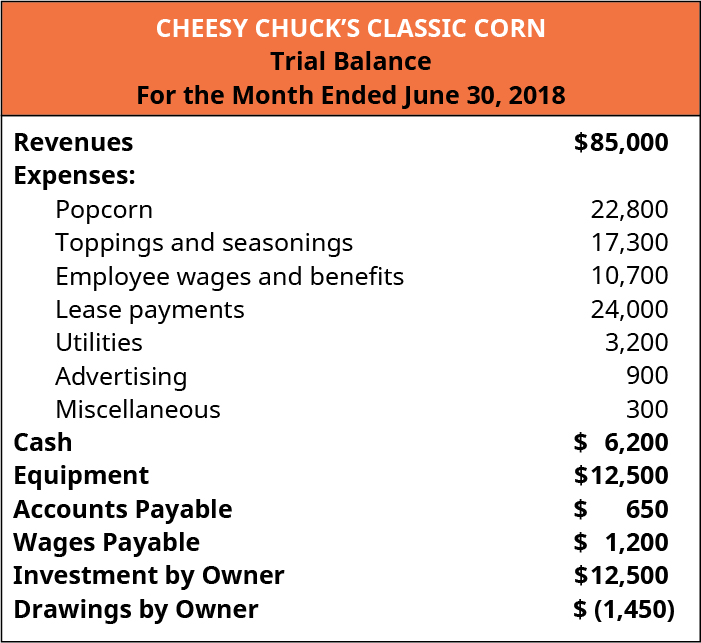 CHEESY CHUCK’S CLASSIC CORN
Trial Balance
For the Month Ended June 30, 2018
Revenues $85,000
Expenses:
Popcorn 22,800
Toppings and seasonings 17,300
Employee wages and benefits 10,700
Lease payments 24,000
Utilities 3,200
Advertising 900
Miscellaneous 300
Cash $ 6,200
Equipment $12,500
Accounts Payable $ 650
Wages Payable $ 1,200
Investment by Owner $12,500
Drawings by Owner $ (1,450)